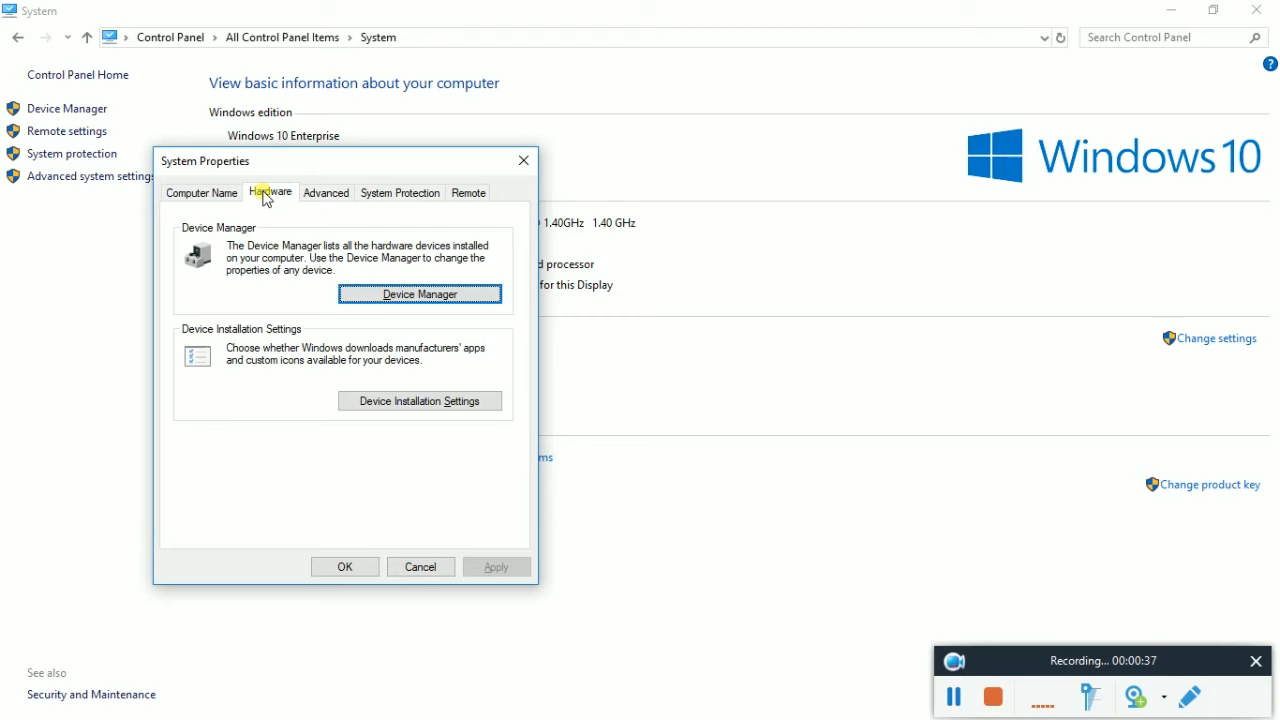 System
Control Panel > All Control Panel Items > System
Search Control Panel
Control Panel Home
View basic information about your computer
Device Manager
Windows edition
Remote settings
Windows 10 Enterprise
System protection
Advanced system settings
Windows 10
System Properties
Computer Name Hardware Advanced System Protection Remote
1.40GHz 1.40 GHz
d processor
for this Display
Device Manager
The Device Manager lists all the hardware devices installed
on your computer. Use the Device Manager to change the
properties of any device.
Device Manager
Device Installation Settings
Choose whether Windows downloads manufacturers' apps
and custom icons available for your devices.
Device Installation Settings
Change settings
ms
Change product key
OK Cancel Apply
See also
Security and Maintenance
Recording... 00:00:37